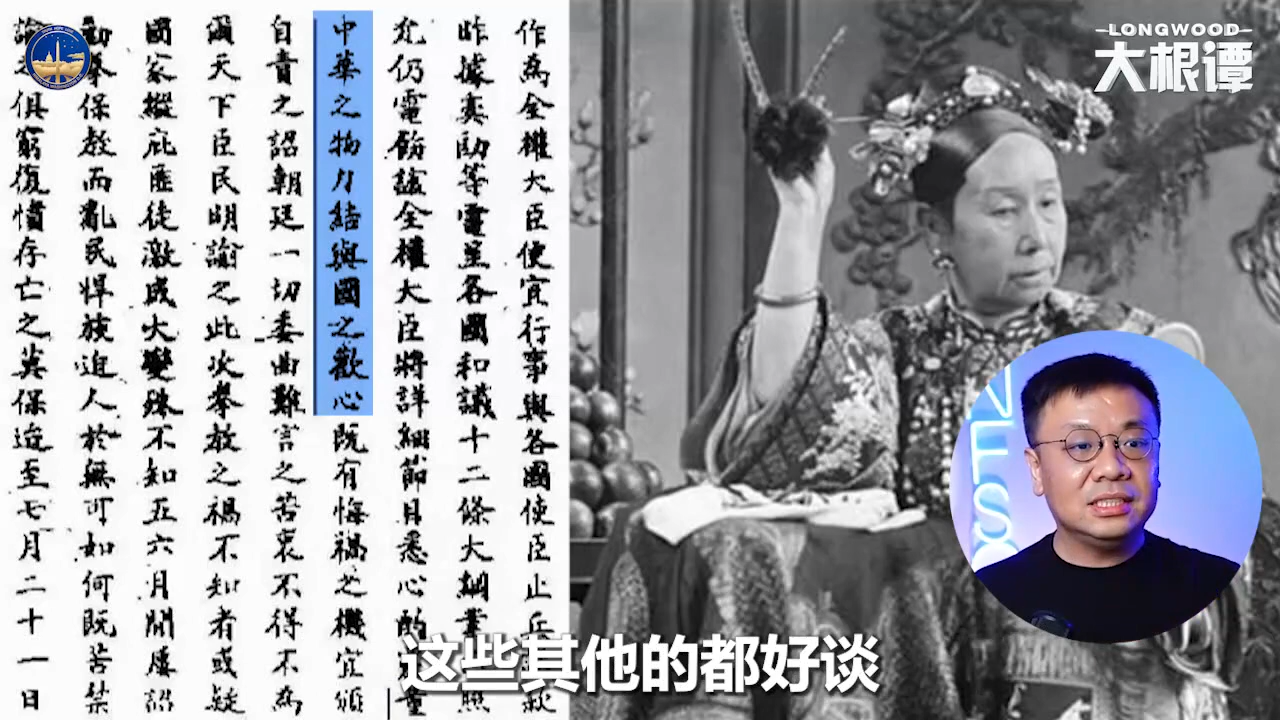 LONGWOOD
大根谭
作為全權大臣便宜行事與各國使臣止兵款
昨據奕劻等電呈各國和議十二條大綱業照
允仍電飭該全權大臣將詳細節目悉心酌量
中華之物力結與國之歡心既有悔禍之機宜頒
自責之詔朝廷一切委曲難言之苦衷不得不為
爾天下臣民明諭之此次拳教之禍不知者或疑
國家縱庇匪徒激成大變殊不知五六月間屢詔
拳保教而亂民悍族迫人於無可如何既苦禁
諭之俱窮復憤存亡之莫保迨至七月二十一日
这些其他的都好谈